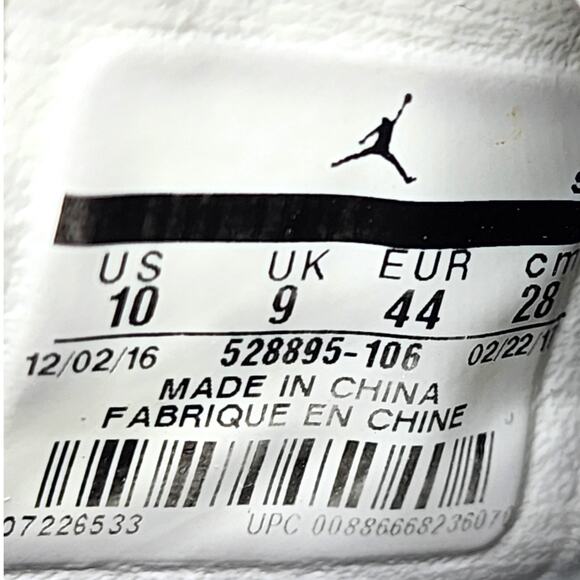 US UK EUR cm
10 9 44 28
12/02/16 528895-106 02/22/1
MADE IN CHINA
FABRIQUE EN CHINE
07226533 UPC 00886668236079